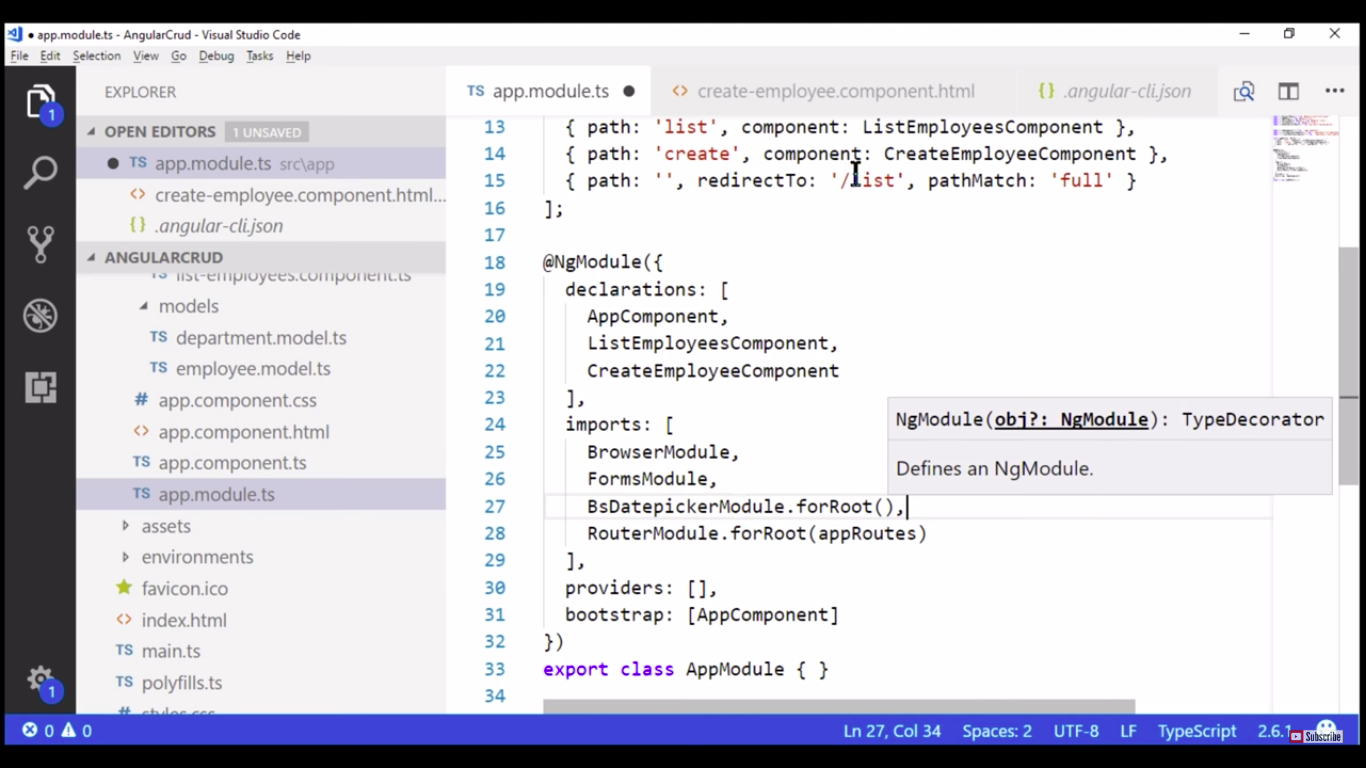 ● app.module.ts - AngularCrud - Visual Studio Code
File Edit Selection View Go Debug Tasks Help
EXPLORER
OPEN EDITORS 1 UNSAVED
● TS app.module.ts src\app
<> create-employee.component.html...
{} .angular-cli.json
ANGULARCRUD
TS list-employees.component.ts
models
TS department.model.ts
TS employee.model.ts
# app.component.css
<> app.component.html
TS app.component.ts
TS app.module.ts
assets
environments
favicon.ico
<> index.html
TS main.ts
TS polyfills.ts
# styles.css
1
1
TS app.module.ts ● <> create-employee.component.html {} .angular-cli.json
13 { path: 'list', component: ListEmployeesComponent },
14 { path: 'create', component: CreateEmployeeComponent },
15 { path: '', redirectTo: '/list', pathMatch: 'full' }
16 ];
17
18 @NgModule({
19 declarations: [
20 AppComponent,
21 ListEmployeesComponent,
22 CreateEmployeeComponent
23 ],
24 imports: [
25 BrowserModule,
26 FormsModule,
27 BsDatepickerModule.forRoot(),
28 RouterModule.forRoot(appRoutes)
29 ],
30 providers: [],
31 bootstrap: [AppComponent]
32 })
33 export class AppModule { }
34
NgModule(obj?: NgModule): TypeDecorator
Defines an NgModule.
0 0 Ln 27, Col 34 Spaces: 2 UTF-8 LF TypeScript 2.6.1
Subscribe